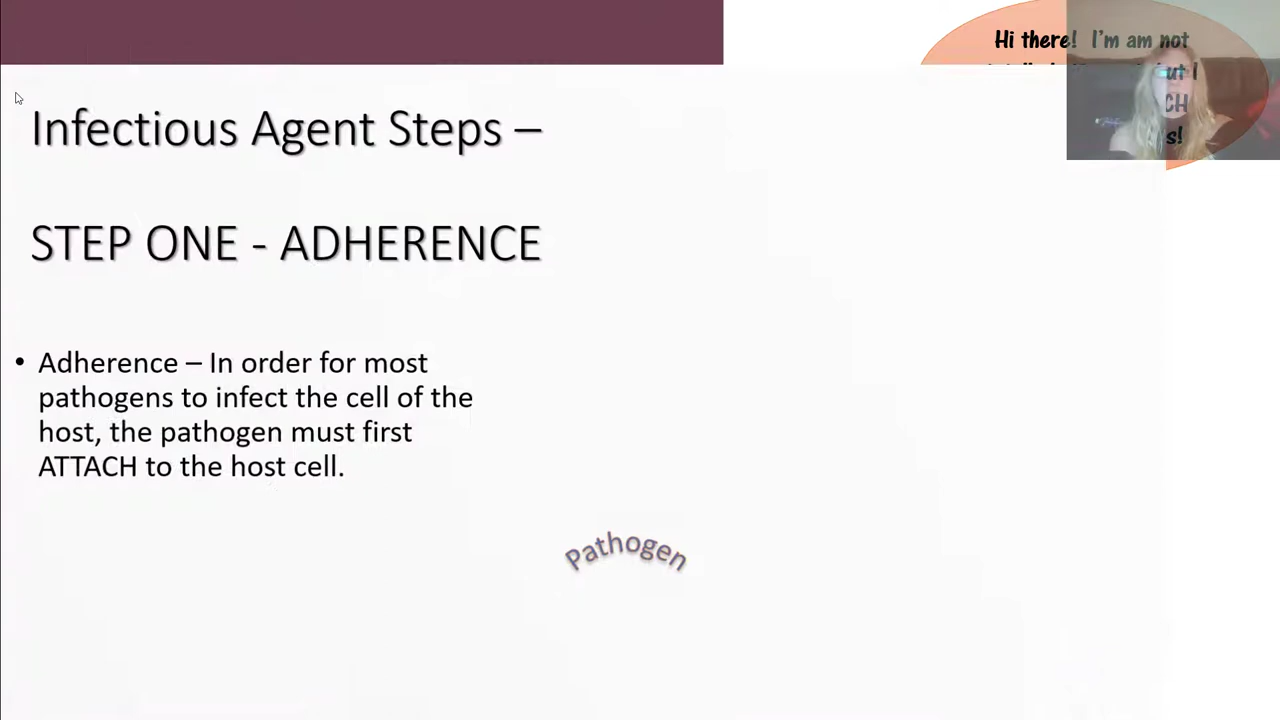 Hi there! I'm am not
ut I
CH
s!
Infectious Agent Steps –
STEP ONE - ADHERENCE
• Adherence – In order for most
pathogens to infect the cell of the
host, the pathogen must first
ATTACH to the host cell.
Pathogen